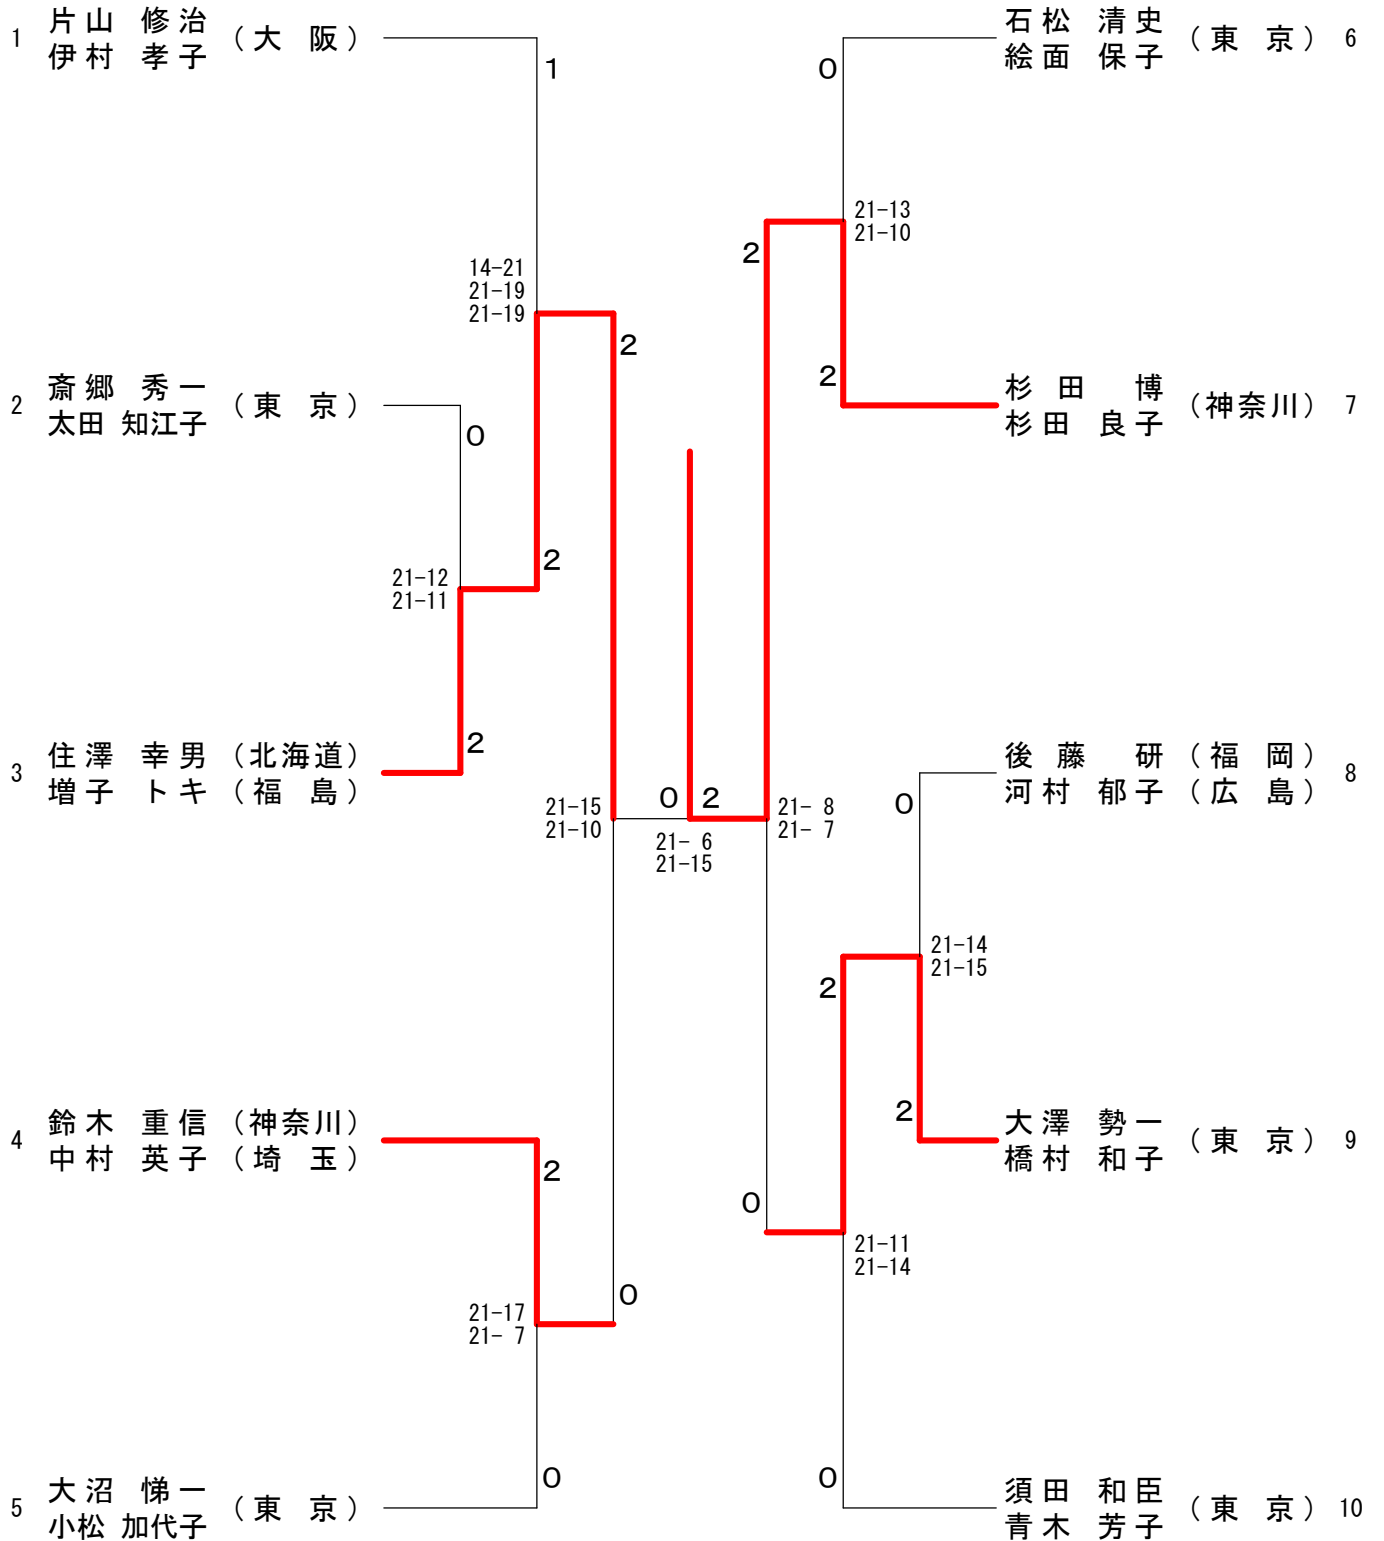 1 片山 修治 (大 阪)
伊村 孝子
1
14-21
21-19
21-19
2
2 斎郷 秀一 (東 京)
太田 知江子
0
21-12
21-11
2
3 住澤 幸男 (北海道)
増子 トキ (福 島)
2
21-15
21-10
4 鈴木 重信 (神奈川)
中村 英子 (埼 玉)
2
21-17
21- 7
0
5 大沼 悌一 (東 京)
小松 加代子
0
0 2
21- 6
21-15
石松 清史 (東 京) 6
絵面 保子
0
21-13
21-10
2
杉田 博 (神奈川) 7
杉田 良子
2
21- 8
21- 7
後藤 研 (福 岡) 8
河村 郁子 (広 島)
0
21-14
21-15
2
大澤 勢一 (東 京) 9
橋村 和子
2
0
21-11
21-14
須田 和臣 (東 京) 10
青木 芳子
0